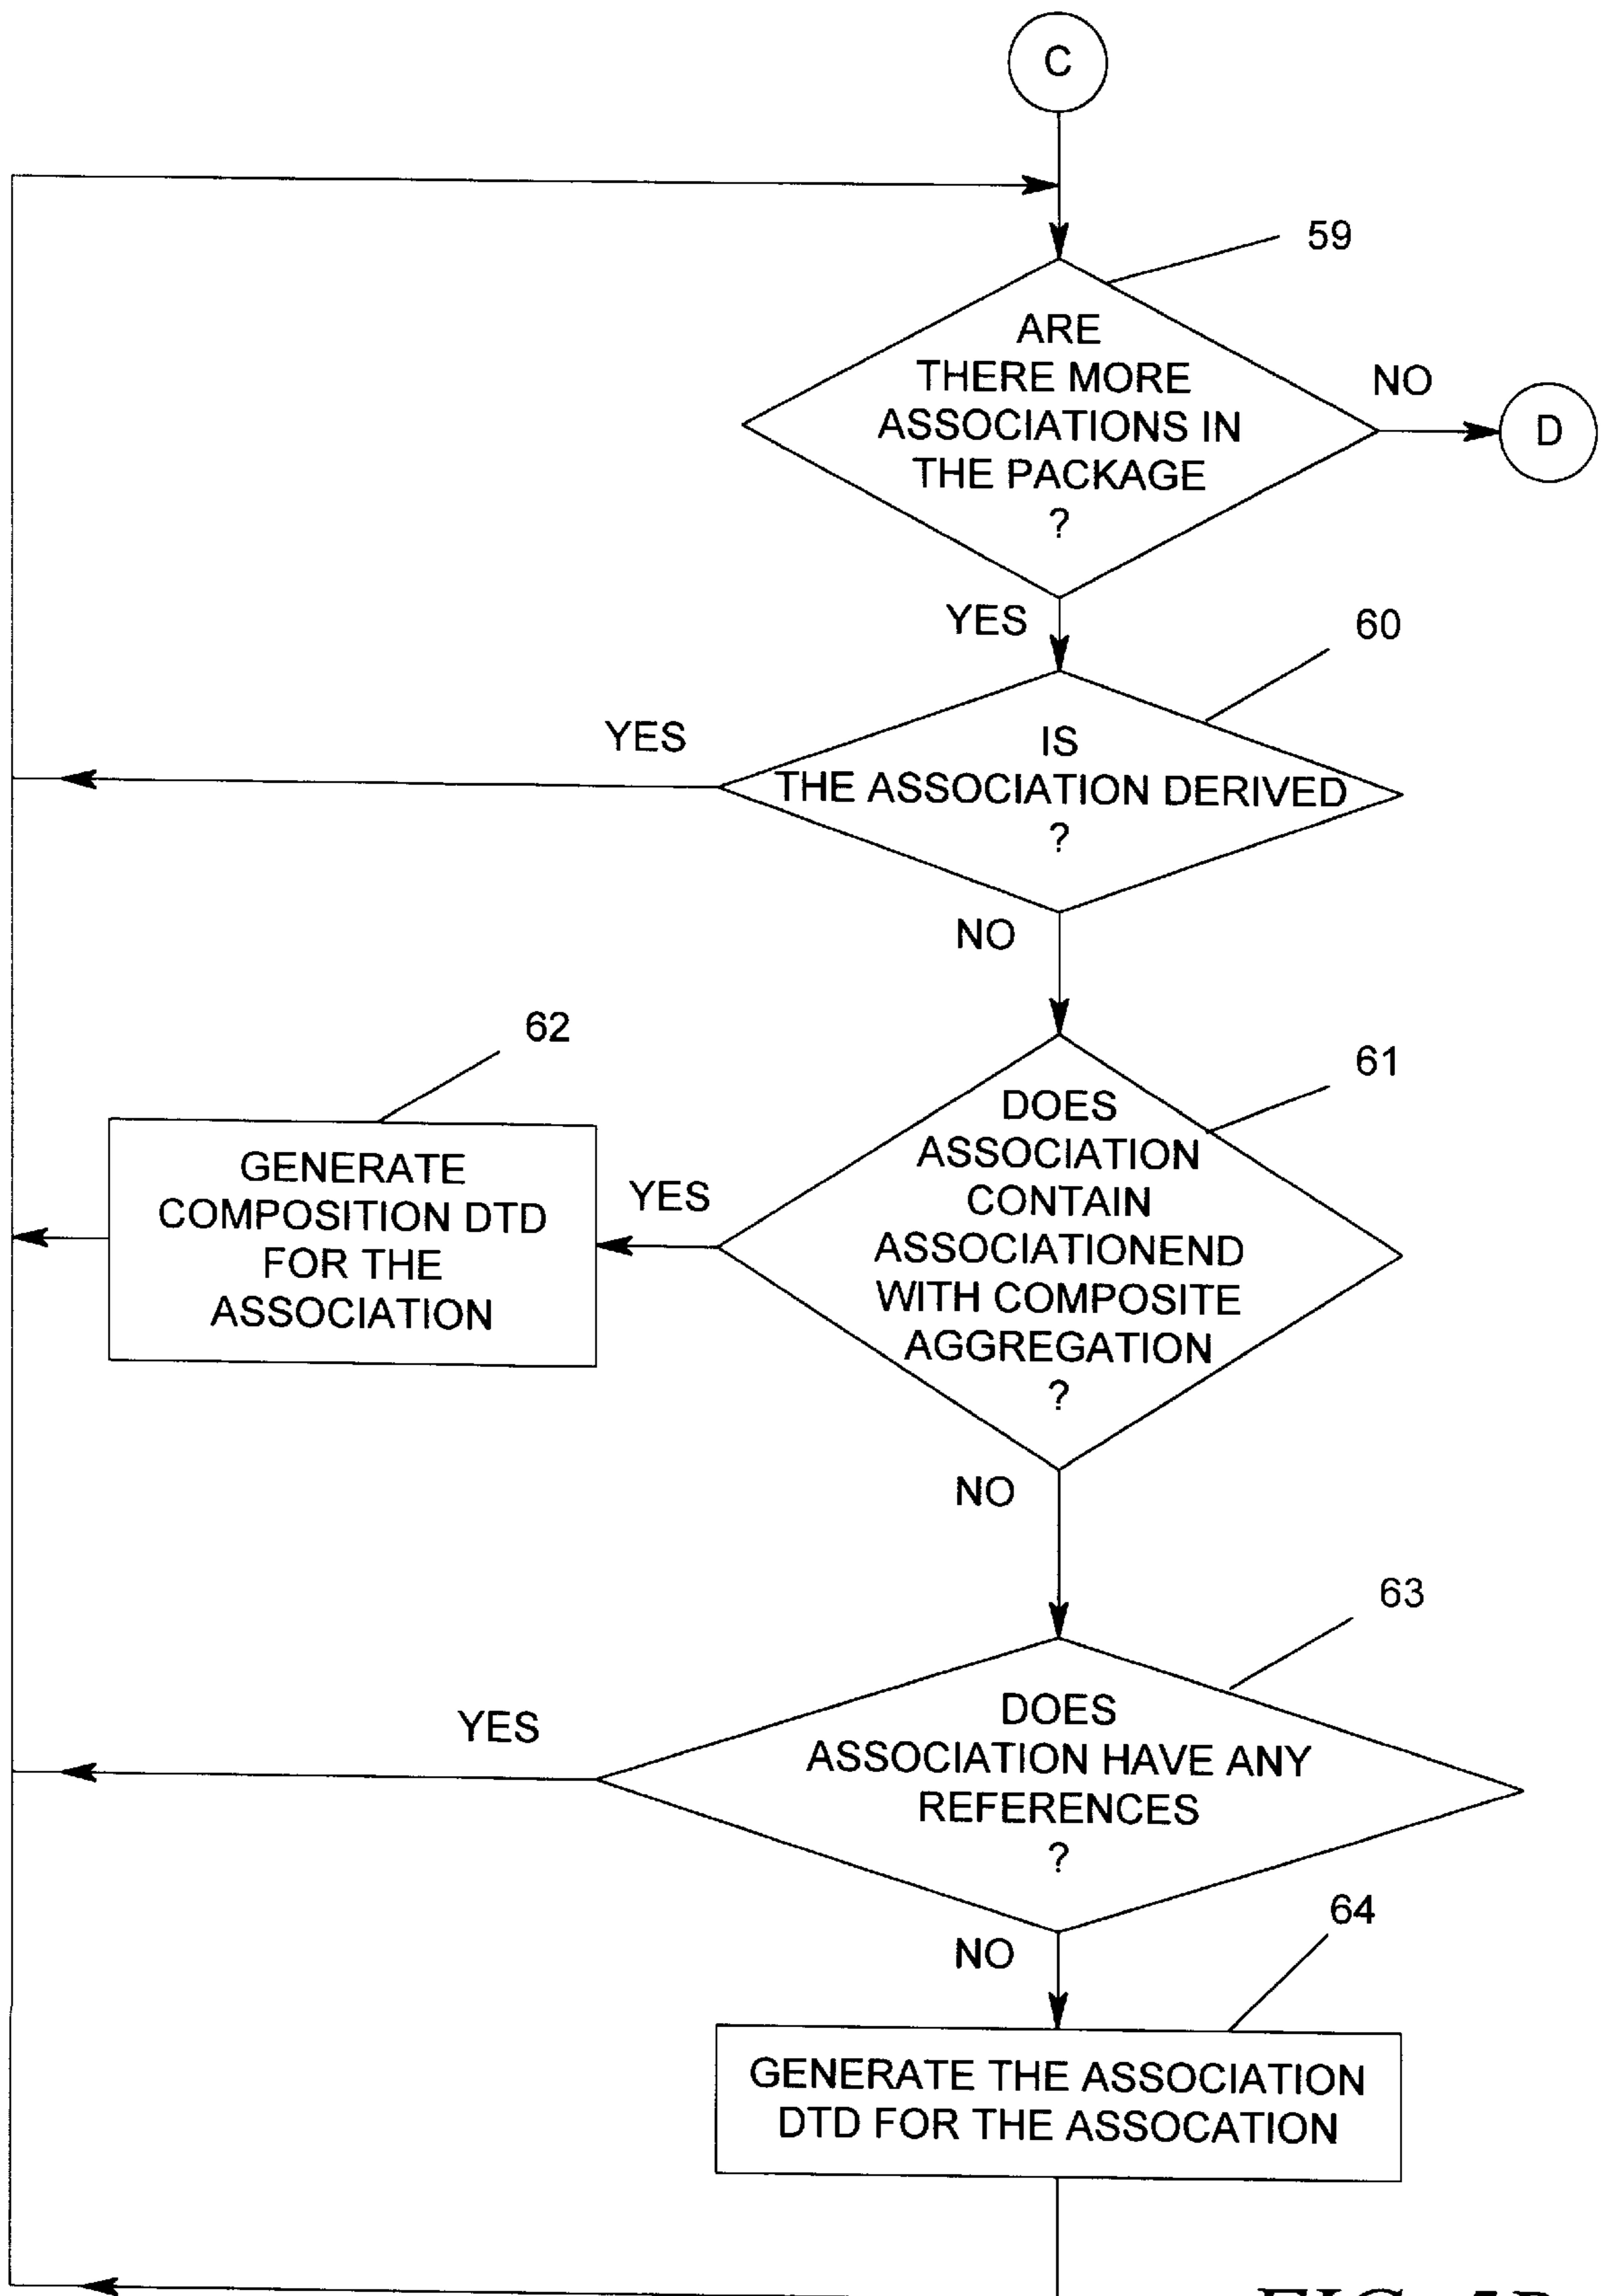 C
59
ARE
THERE MORE
ASSOCIATIONS IN
THE PACKAGE
?
NO
D
YES
60
YES
IS
THE ASSOCIATION DERIVED
?
NO
62
61
GENERATE
COMPOSITION DTD
FOR THE
ASSOCIATION
YES
DOES
ASSOCIATION
CONTAIN
ASSOCIATIONEND
WITH COMPOSITE
AGGREGATION
?
NO
63
YES
DOES
ASSOCIATION HAVE ANY
REFERENCES
?
64
NO
GENERATE THE ASSOCIATION
DTD FOR THE ASSOCATION